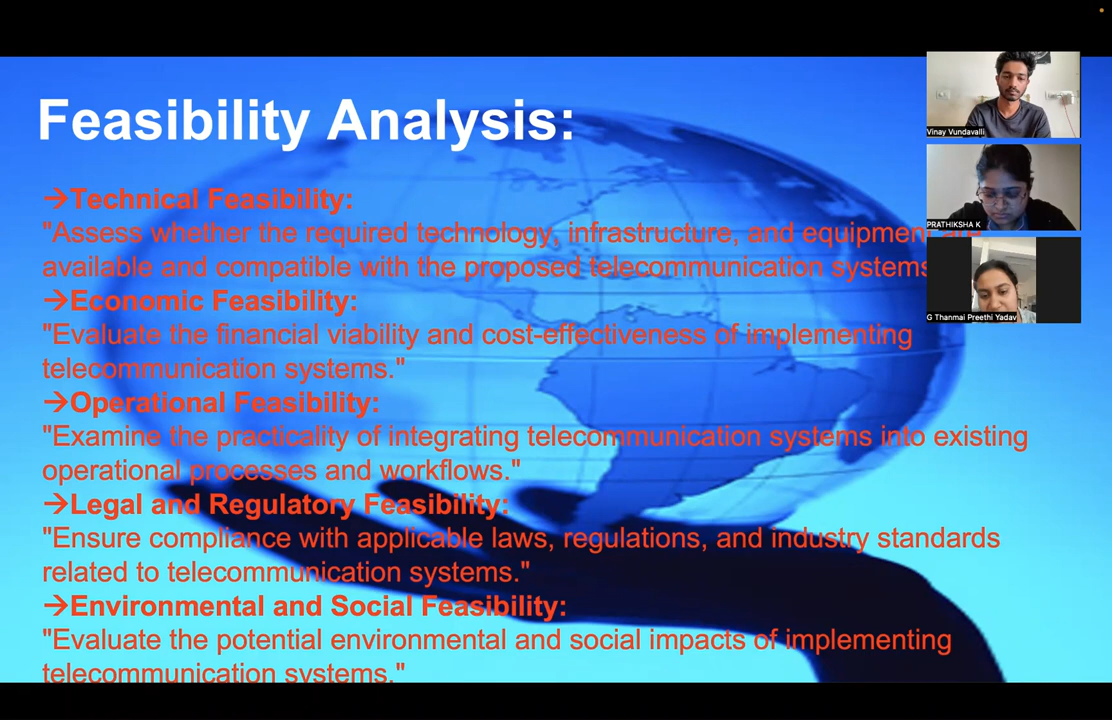 Feasibility Analysis:
→Technical Feasibility:
"Assess whether the required technology, infrastructure, and equipment are
available and compatible with the proposed telecommunication systems
→Economic Feasibility:
"Evaluate the financial viability and cost-effectiveness of implementing
telecommunication systems."
→Operational Feasibility:
"Examine the practicality of integrating telecommunication systems into existing
operational processes and workflows."
→Legal and Regulatory Feasibility:
"Ensure compliance with applicable laws, regulations, and industry standards
related to telecommunication systems."
→Environmental and Social Feasibility:
"Evaluate the potential environmental and social impacts of implementing
telecommunication systems."
Vinay Vundavalli
PRATHIKSHA K
G Thanmai Preethi Yadav